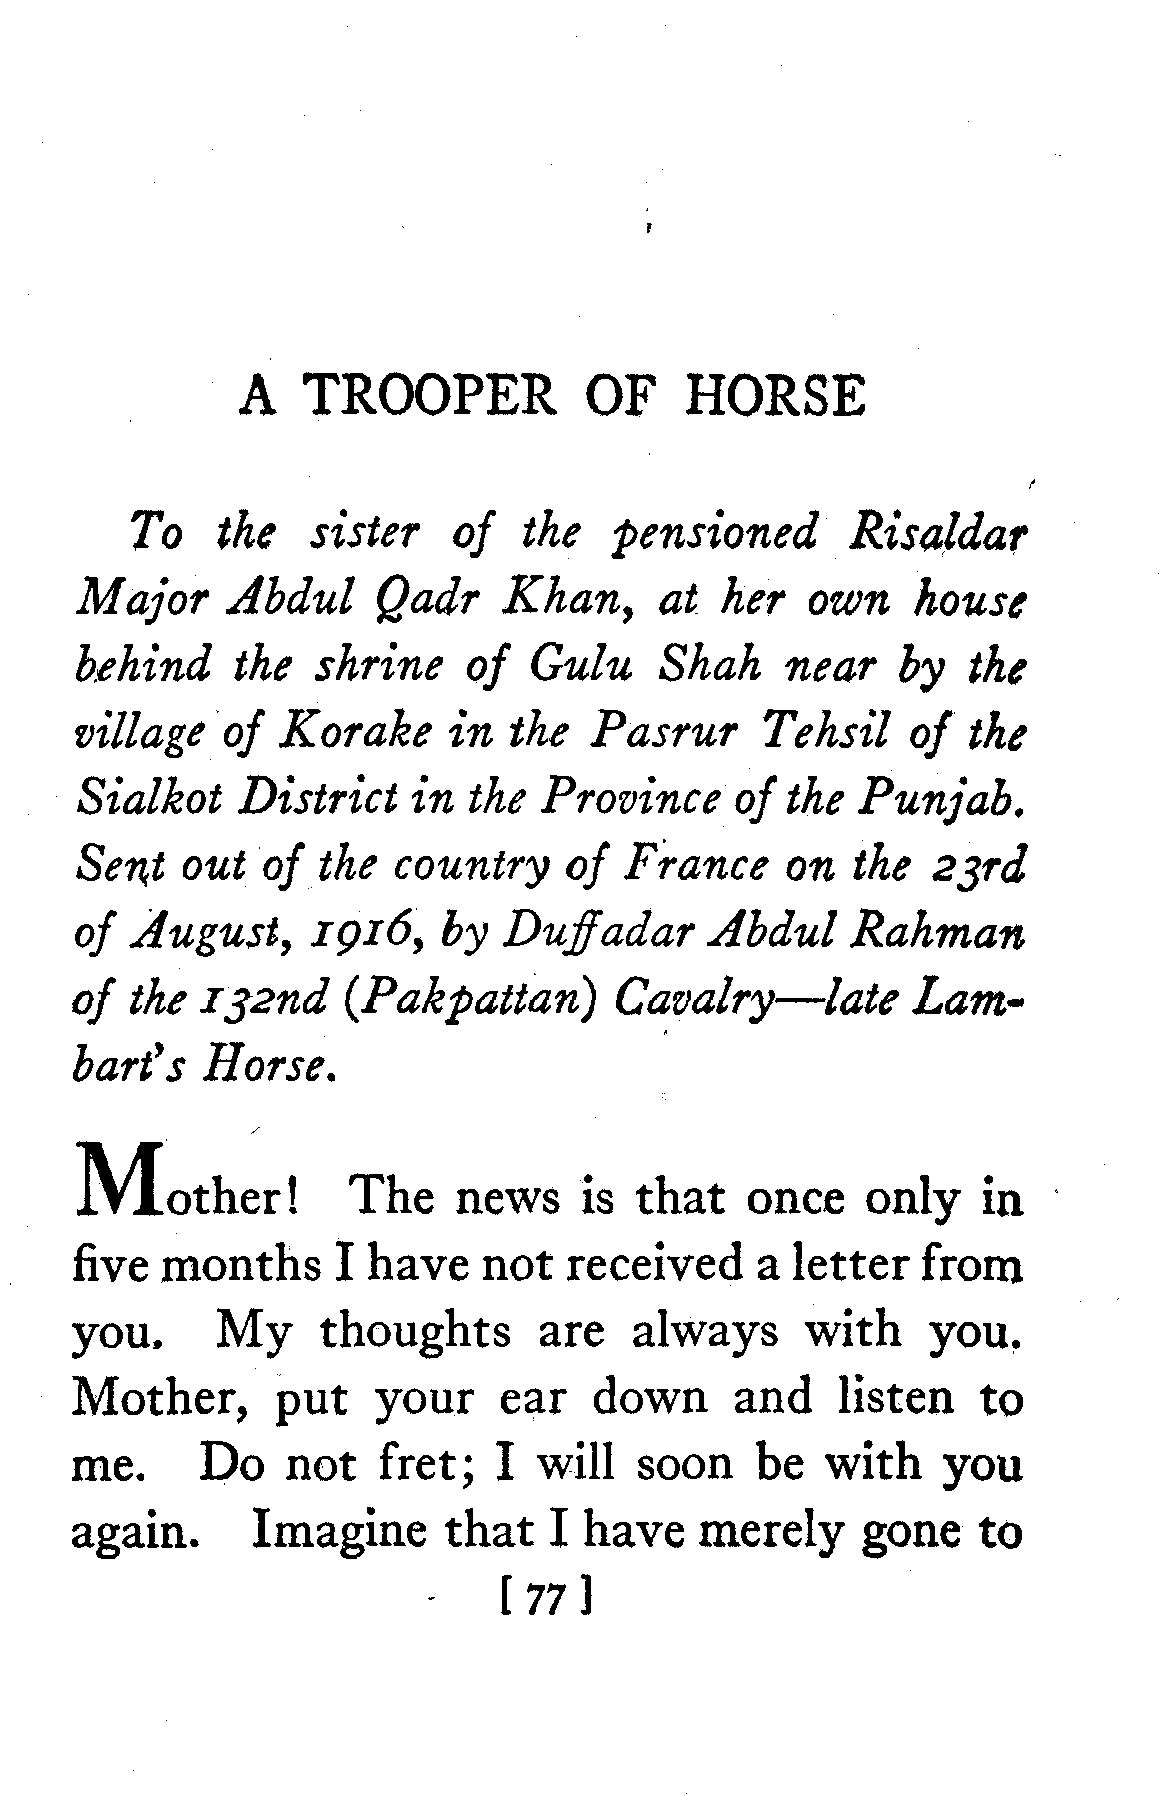 A TROOPER OF HORSE
To the sister of the pensioned Risaldar
Major Abdul Qadr Khan, at her own house
behind the shrine of Gulu Shah near by the
village of Korake in the Pasrur Tehsil of the
Sialkot District in the Province of the Punjab.
Sent out of the country of France on the 23rd
of August, 1916, by Duffadar Abdul Rahman
of the 132nd (Pakpattan) Cavalry—late Lam-
bart's Horse.
Mother! The news is that once only in
five months I have not received a letter from
you. My thoughts are always with you.
Mother, put your ear down and listen to
me. Do not fret; I will soon be with you
again. Imagine that I have merely gone to
[ 77 ]